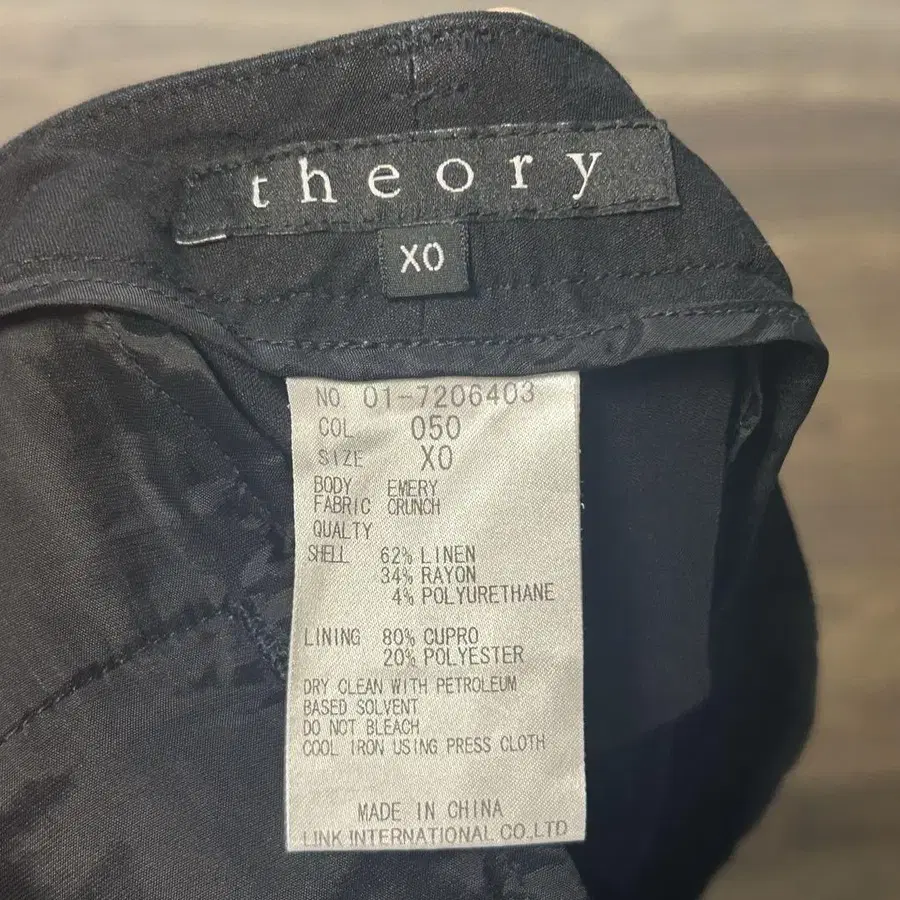 theory
XO
NO. 01-7206403
COL 050
SIZE XO
BODY EMERY
FABRIC CRUNCH
QUALTY
SHELL 62% LINEN
34% RAYON
4% POLYURETHANE
LINING 80% CUPRO
20% POLYESTER
DRY CLEAN WITH PETROLEUM
BASED SOLVENT
DO NOT BLEACH
COOL IRON USING PRESS CLOTH
MADE IN CHINA
LINK INTERNATIONAL CO.,LTD